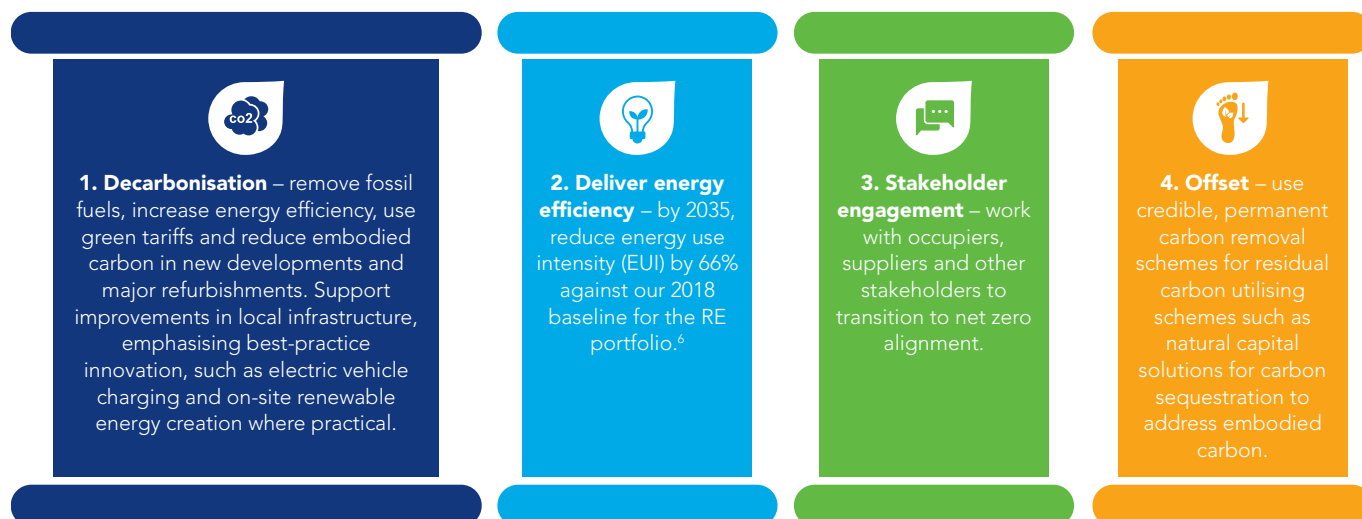 co2
1. Decarbonisation – remove fossil
fuels, increase energy efficiency, use
green tariffs and reduce embodied
carbon in new developments and
major refurbishments. Support
improvements in local infrastructure,
emphasising best-practice
innovation, such as electric vehicle
charging and on-site renewable
energy creation where practical.
2. Deliver energy
efficiency – by 2035,
reduce energy use
intensity (EUI) by 66%
against our 2018
baseline for the RE
portfolio.6
3. Stakeholder
engagement – work
with occupiers,
suppliers and other
stakeholders to
transition to net zero
alignment.
4. Offset – use
credible, permanent
carbon removal
schemes for residual
carbon utilising
schemes such as
natural capital
solutions for carbon
sequestration to
address embodied
carbon.